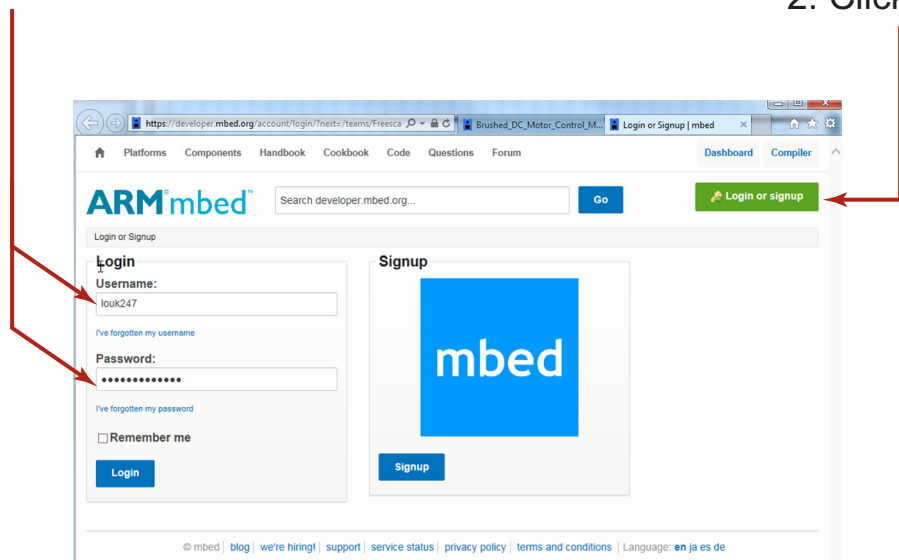 2. Click
https://developer.mbed.org/account/login/?next=/teams/Freesca
Brushed_DC_Motor_Control_M...
Login or Signup | mbed
Platforms Components Handbook Cookbook Code Questions Forum Dashboard Compiler
ARM®mbed™ Search developer.mbed.org... Go Login or signup
Login or Signup
Login
Username:
louk247
I've forgotten my username
Password:
•••••••••••••
I've forgotten my password
Remember me
Login
Signup
mbed
Signup
© mbed | blog | we're hiring! | support | service status | privacy policy | terms and conditions | Language: en ja es de